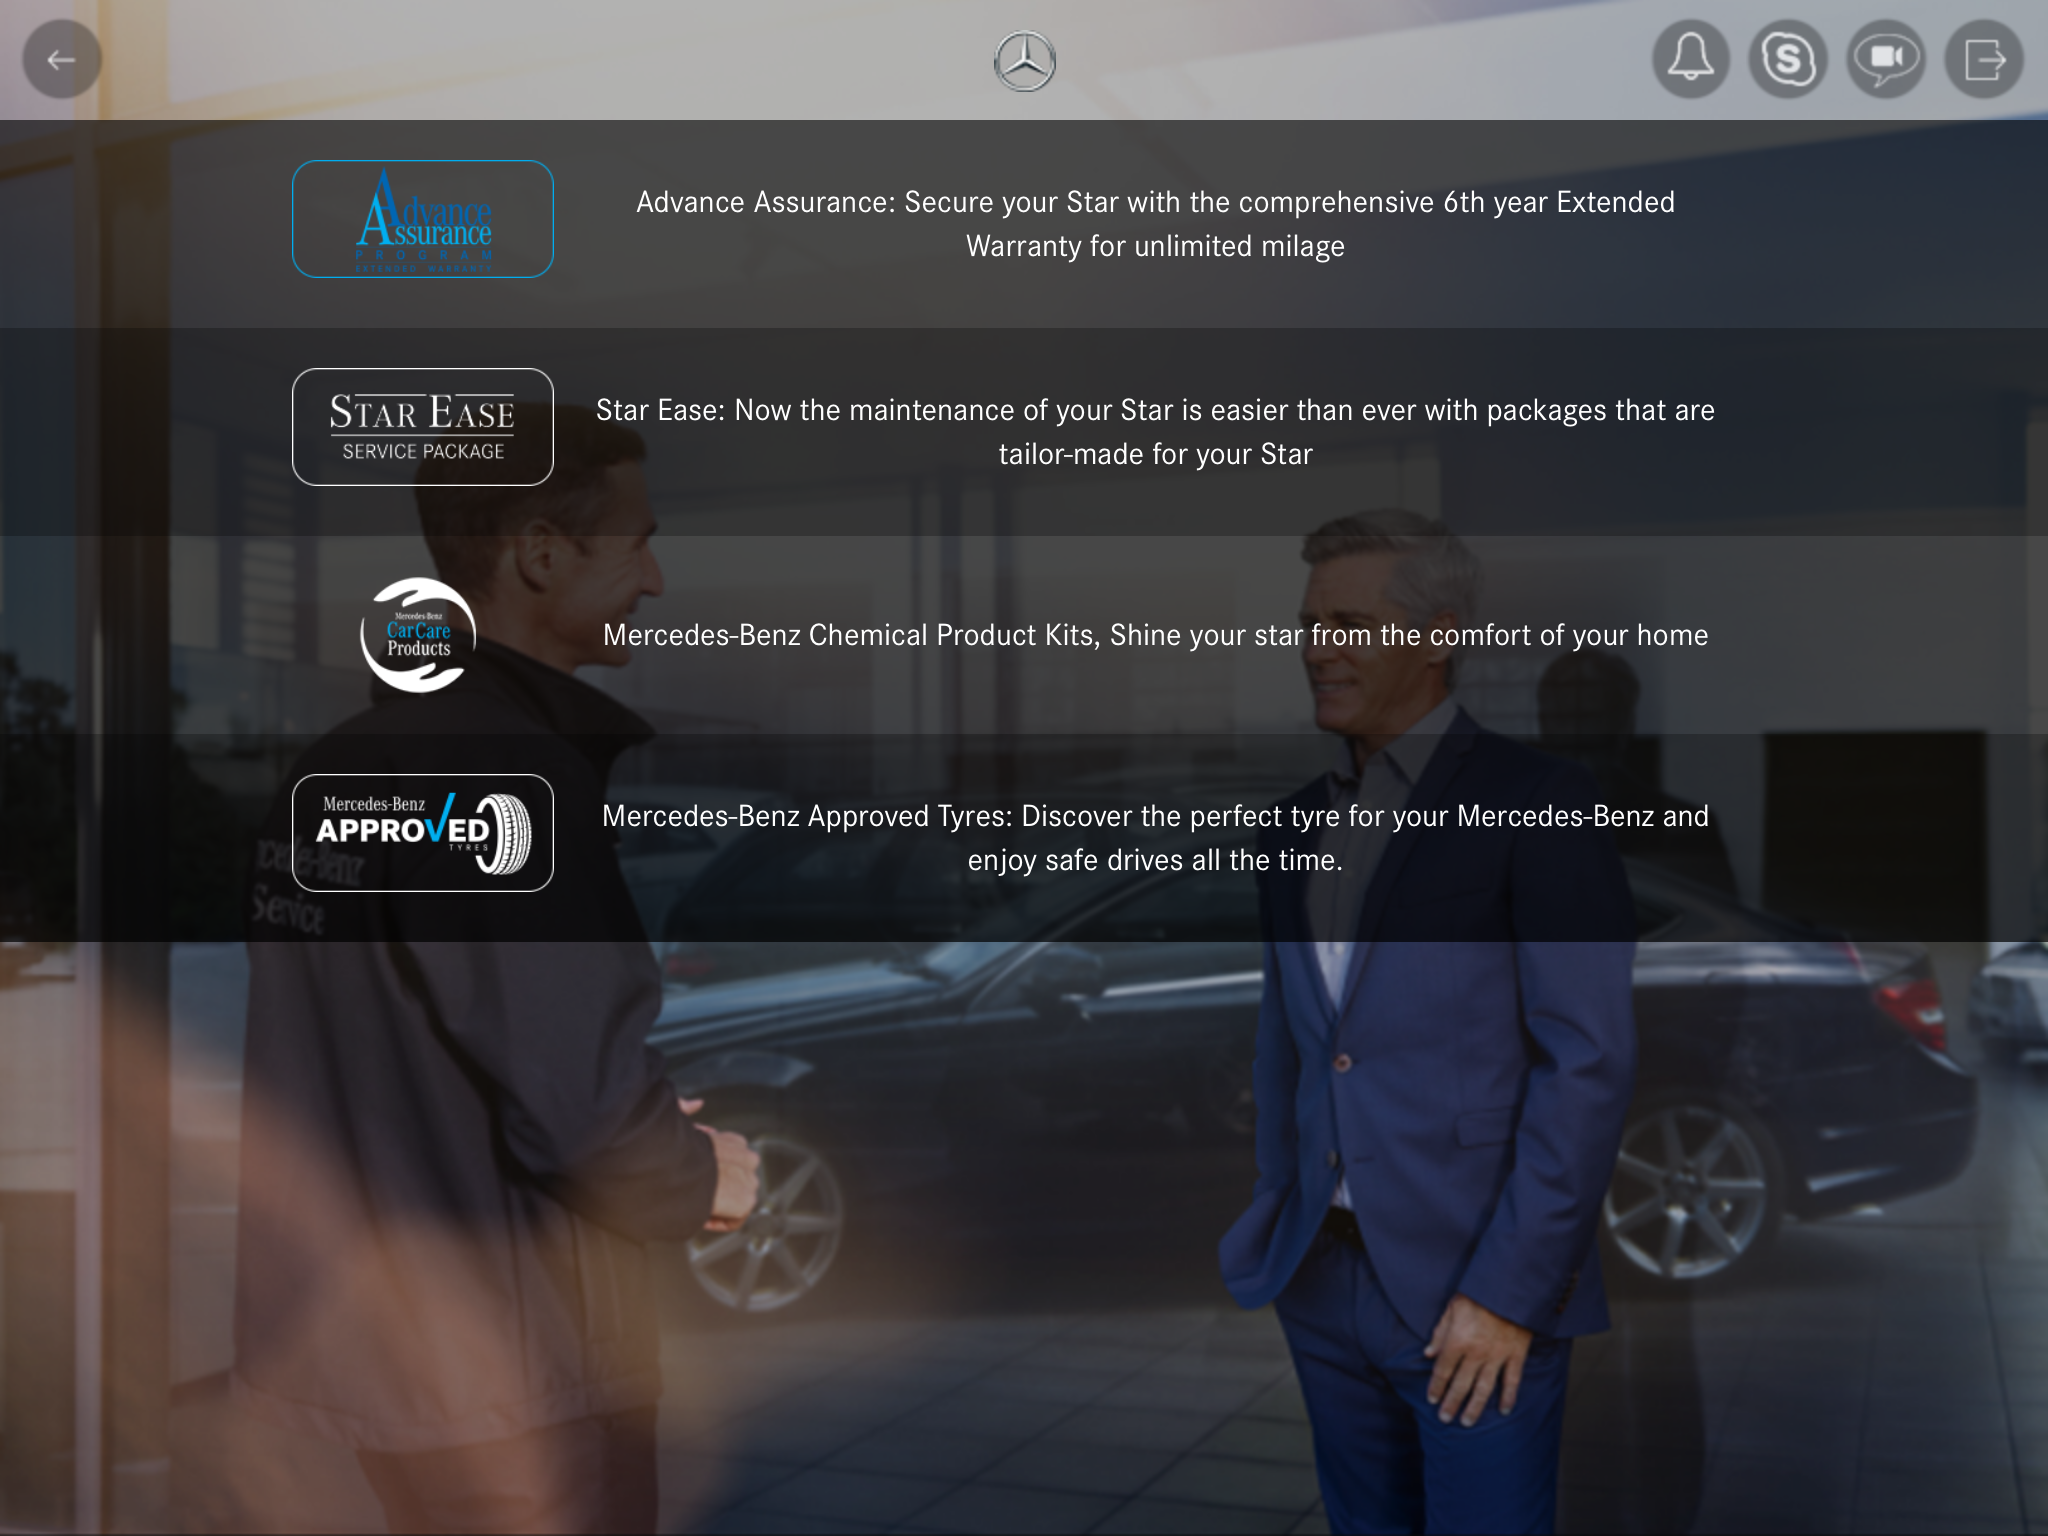 Advance
Assurance
PROGRAM
EXTENDED WARRANTY
Advance Assurance: Secure your Star with the comprehensive 6th year Extended
Warranty for unlimited milage
STAR EASE
SERVICE PACKAGE
Star Ease: Now the maintenance of your Star is easier than ever with packages that are
tailor-made for your Star
Mercedes-Benz
CarCare
Products
Mercedes-Benz Chemical Product Kits, Shine your star from the comfort of your home
Mercedes-Benz
APPROVED
TYRES
Mercedes-Benz Approved Tyres: Discover the perfect tyre for your Mercedes-Benz and
enjoy safe drives all the time.
Service